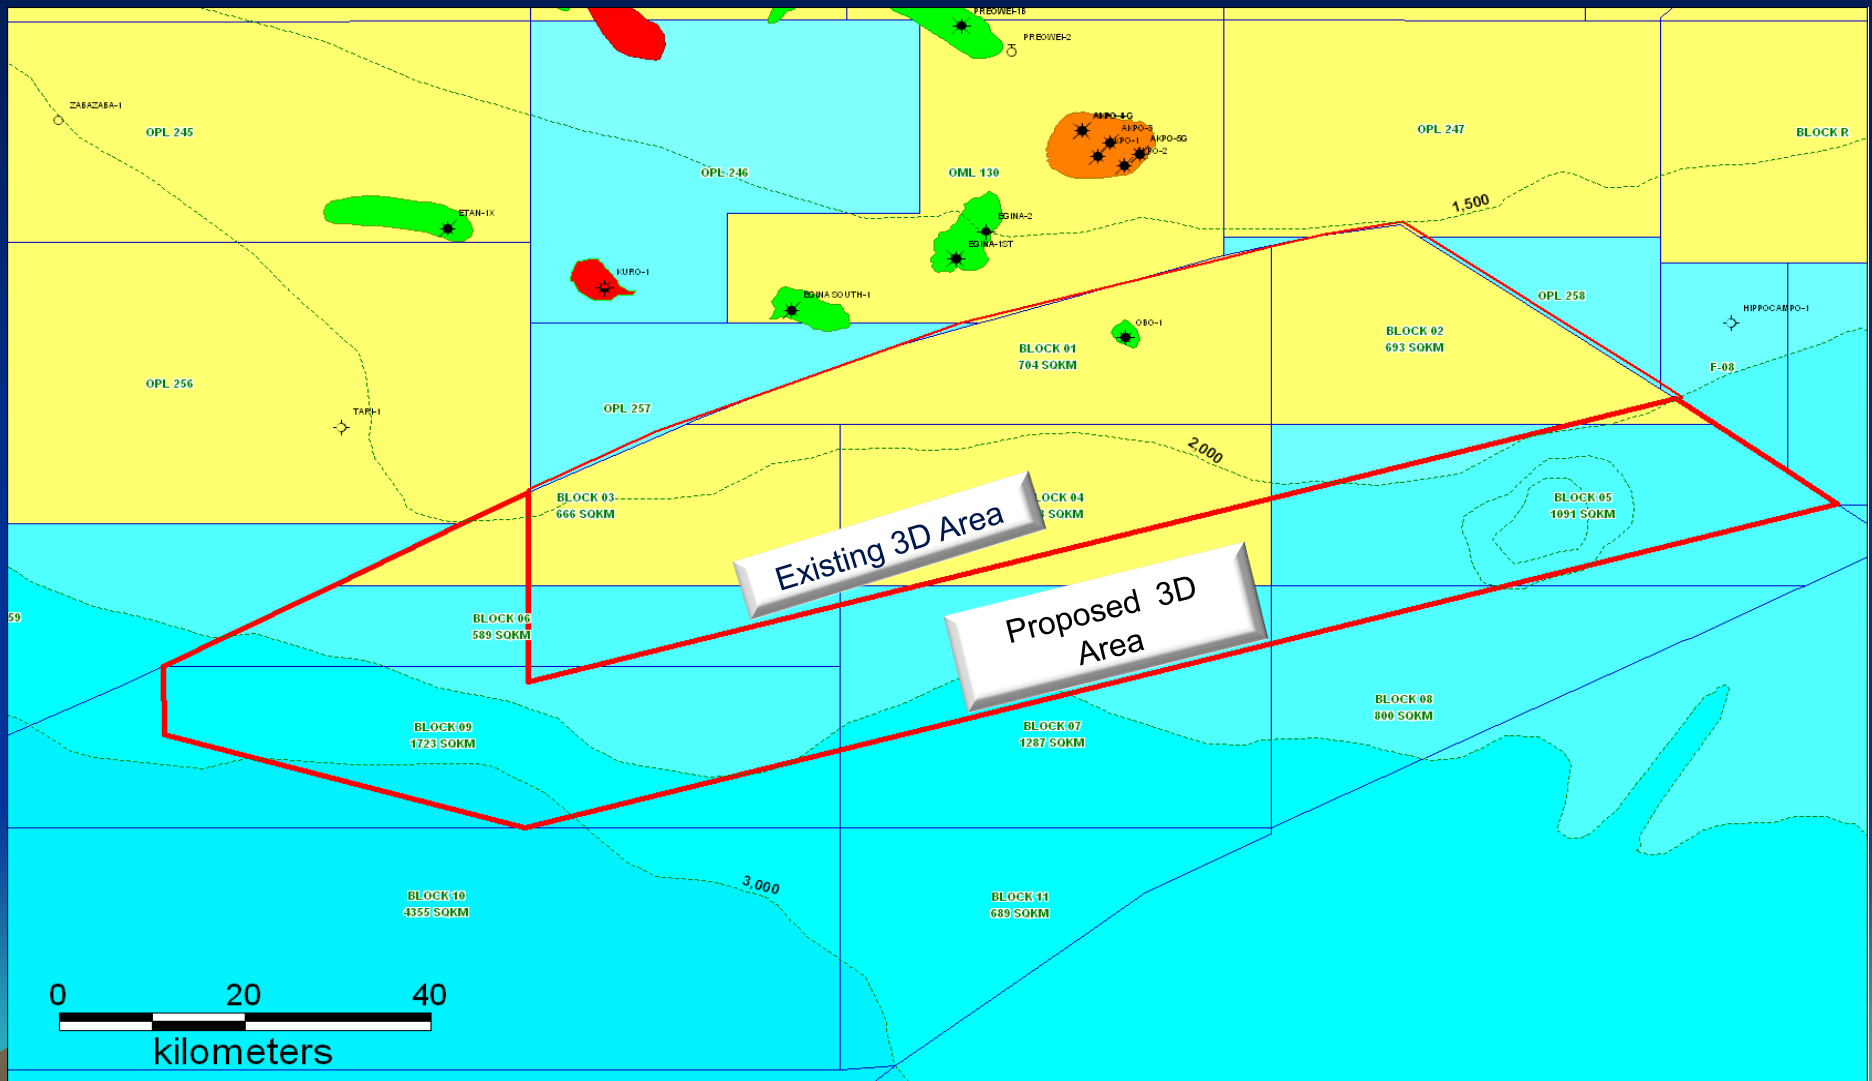 PREOWEI-1B
PREOWEI-2
ZABAZABA-1
OPL 245
AKPO-3
AKPO-5G
OPL 247
BLOCK R
OPL 246
OML 130
1,500
ETAN-1X
EGINA-2
EGINA-1ST
KURO-1
EGINA SOUTH-1
OPL 258
HIPPOCAMPO-1
OBO-1
BLOCK 01
704 SQKM
BLOCK 02
693 SQKM
F-08
OPL 256
OPL 257
TARI-1
2,000
BLOCK 03
666 SQKM
LOCK 04
SQKM
BLOCK 05
1091 SQKM
Existing 3D Area
Proposed 3D
Area
59
BLOCK 06
589 SQKM
BLOCK 09
1723 SQKM
BLOCK 07
1287 SQKM
BLOCK 08
800 SQKM
3,000
BLOCK 10
4355 SQKM
BLOCK 11
689 SQKM
0 20 40
kilometers